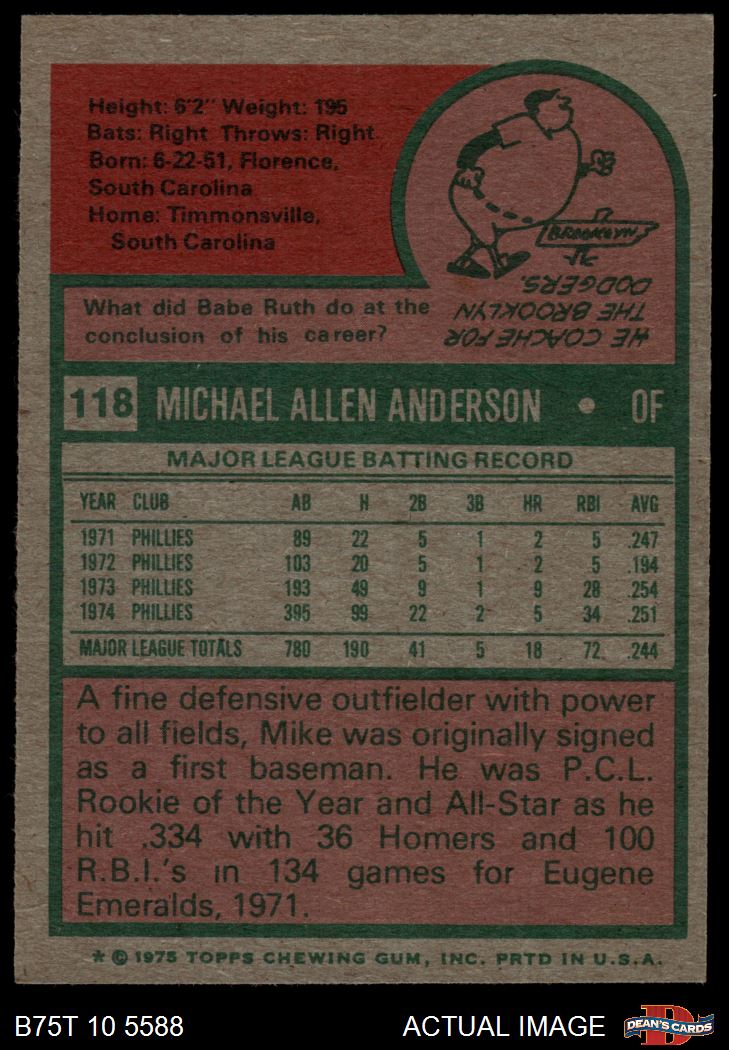 Height: 6'2" Weight: 195
Bats: Right Throws: Right
Born: 6-22-51, Florence,
South Carolina
Home: Timmonsville,
South Carolina
What did Babe Ruth do at the
conclusion of his career?
BROOKLYN
HE COACHED FOR
THE BROOKLYN
DODGERS.
118 MICHAEL ALLEN ANDERSON • OF
MAJOR LEAGUE BATTING RECORD
YEAR CLUB AB H 2B 3B HR RBI AVG
1971 PHILLIES 89 22 5 1 2 5 .247
1972 PHILLIES 103 20 5 1 2 5 .194
1973 PHILLIES 193 49 9 1 9 28 .254
1974 PHILLIES 395 99 22 2 5 34 .251
MAJOR LEAGUE TOTALS 780 190 41 5 18 72 .244
A fine defensive outfielder with power
to all fields, Mike was originally signed
as a first baseman. He was P.C.L.
Rookie of the Year and All-Star as he
hit .334 with 36 Homers and 100
R.B.I.'s in 134 games for Eugene
Emeralds, 1971.
* © 1975 TOPPS CHEWING GUM, INC. PRTD IN U.S.A.
B75T 10 5588 ACTUAL IMAGE
DEAN'S CARDS